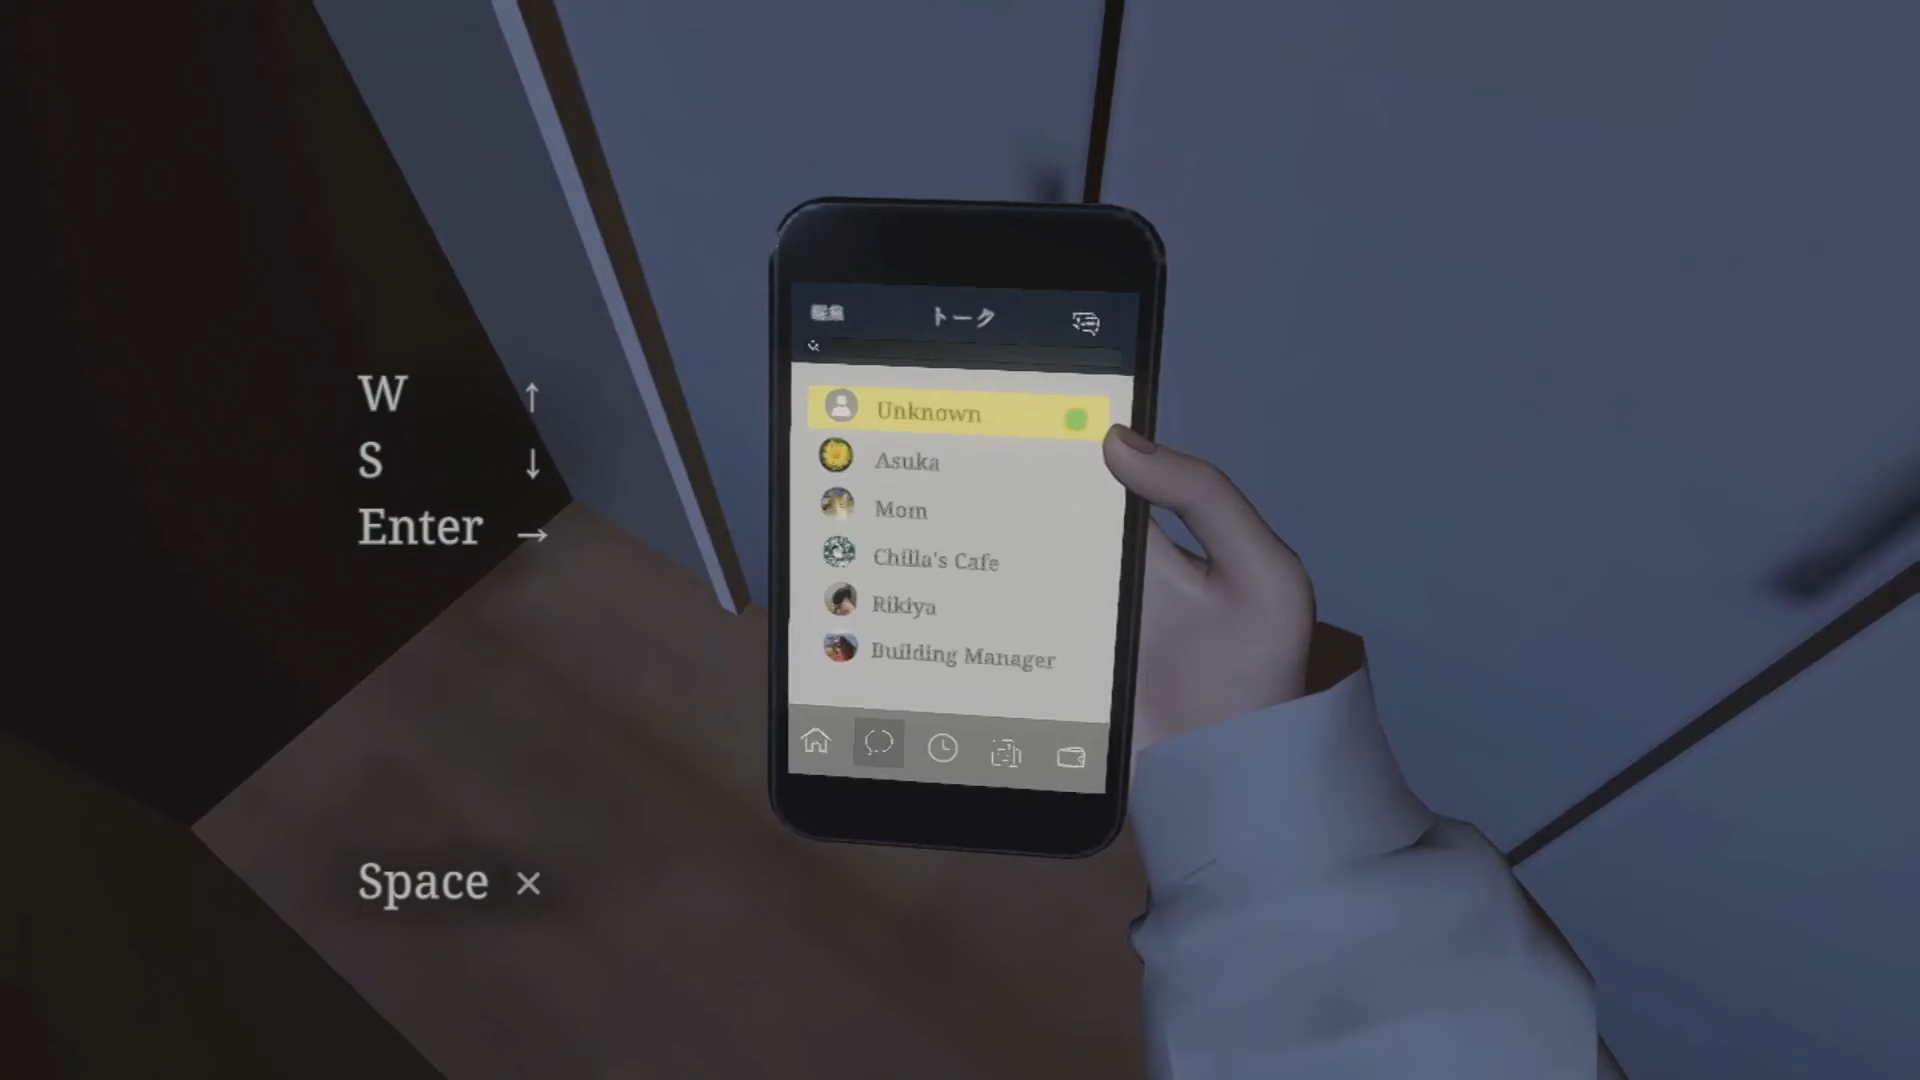 トーク
W ↑
S ↓
Enter →
Space ×
Unknown
Asuka
Mom
Chilla's Cafe
Rikiya
Building Manager